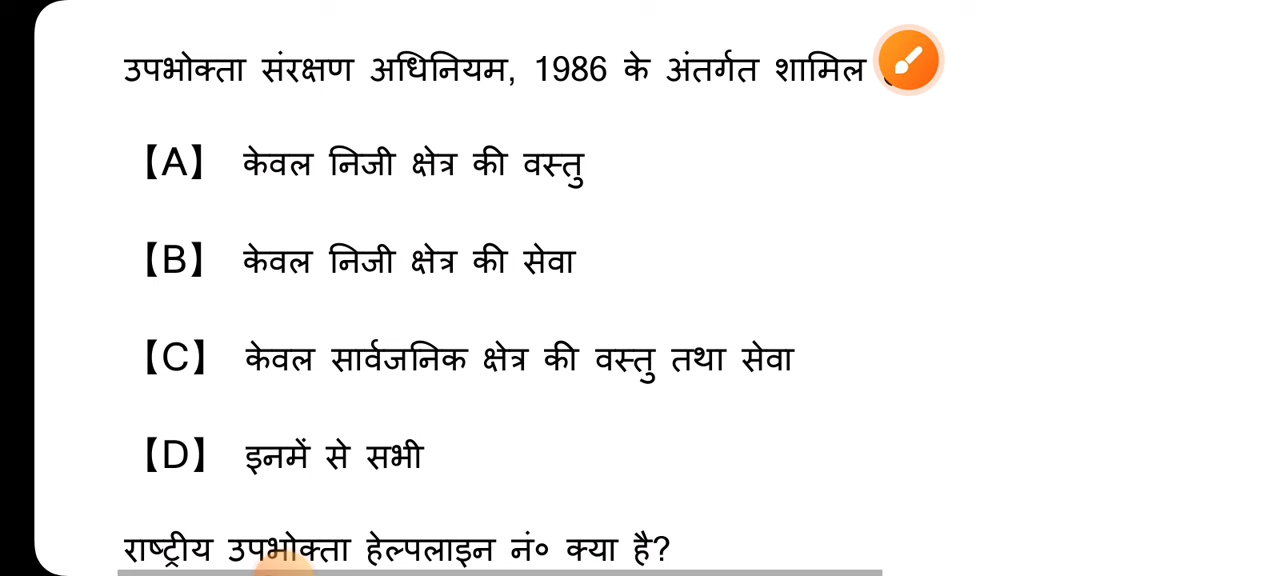 उपभोक्ता संरक्षण अधिनियम, 1986 के अंतर्गत शामिल
【A】 केवल निजी क्षेत्र की वस्तु
【B】 केवल निजी क्षेत्र की सेवा
【C】 केवल सार्वजनिक क्षेत्र की वस्तु तथा सेवा
【D】 इनमें से सभी
राष्ट्रीय उपभोक्ता हेल्पलाइन नं० क्या है?